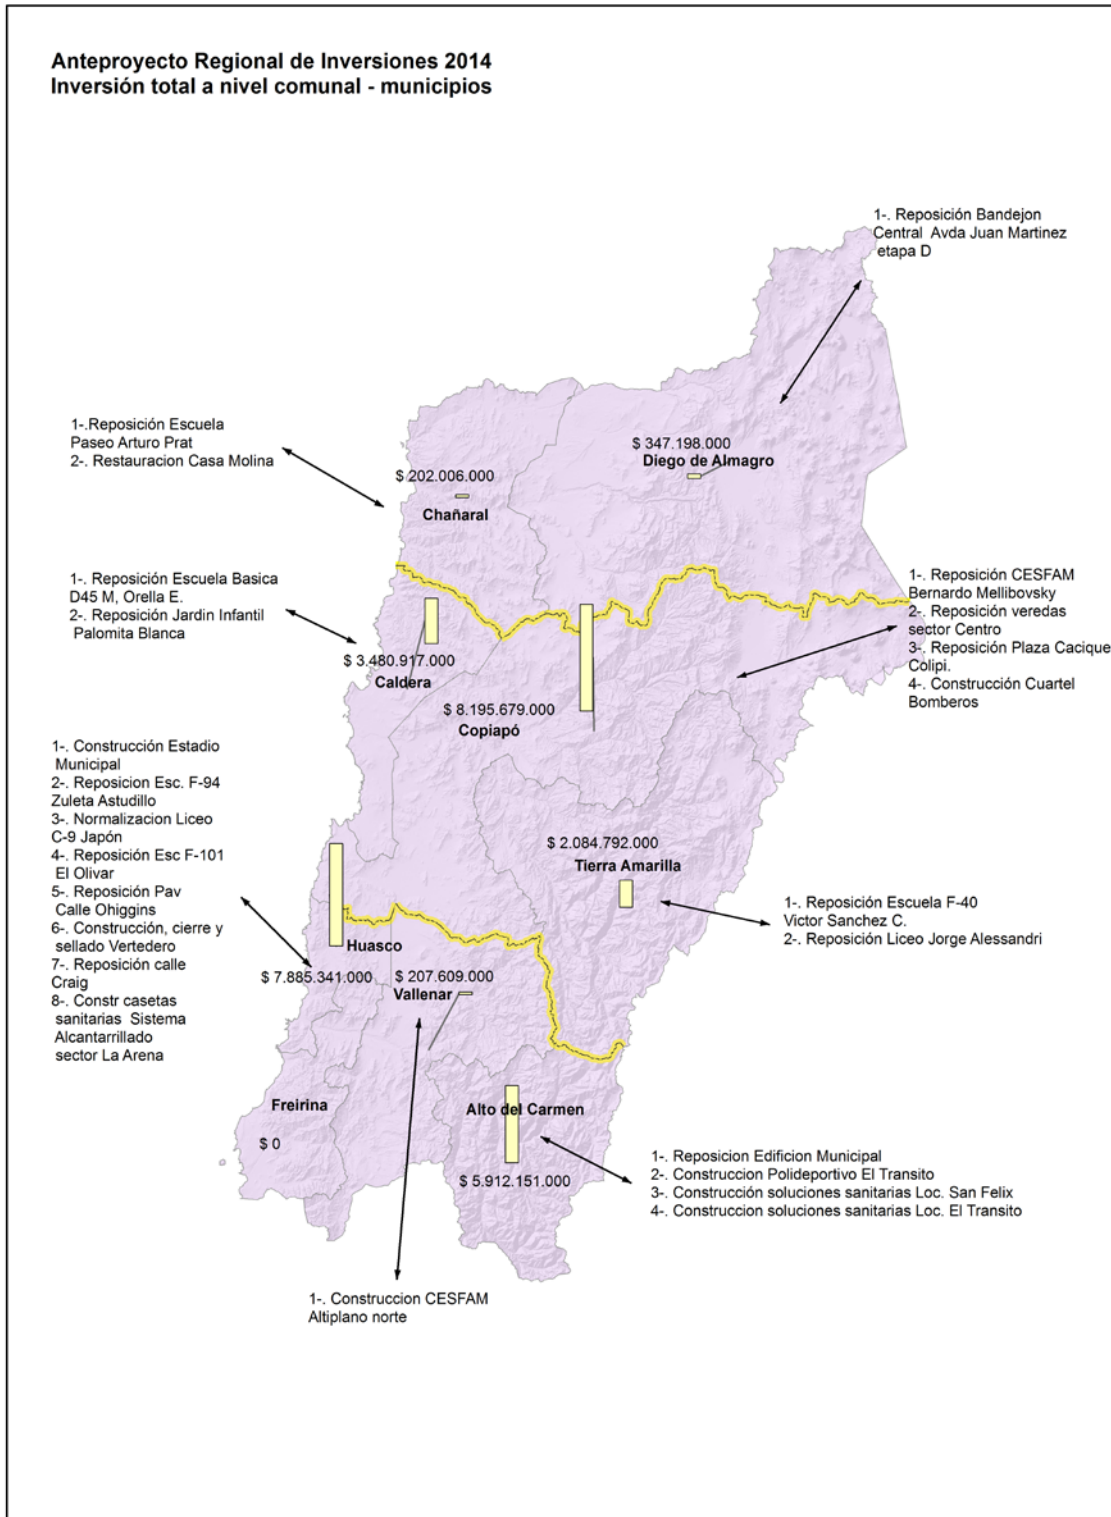 Anteproyecto Regional de Inversiones 2014
Inversión total a nivel comunal - municipios
1-. Reposición Bandejon
Central Avda Juan Martinez
etapa D
1-.Reposición Escuela
Paseo Arturo Prat
2-. Restauracion Casa Molina
$ 347.198.000
Diego de Almagro
$ 202.006.000
Chañaral
1-. Reposición Escuela Basica
D45 M, Orella E.
2-. Reposición Jardin Infantil
Palomita Blanca
1-. Reposición CESFAM
Bernardo Mellibovsky
2-. Reposición veredas
sector Centro
3-. Reposición Plaza Cacique
Colipi.
4-. Construcción Cuartel
Bomberos
$ 3.480.917.000
Caldera
$ 8.195.679.000
Copiapó
1-. Construcción Estadio
Municipal
2-. Reposicion Esc. F-94
Zuleta Astudillo
3-. Normalizacion Liceo
C-9 Japón
4-. Reposición Esc F-101
El Olivar
5-. Reposición Pav
Calle Ohiggins
6-. Construcción, cierre y
sellado Vertedero
7-. Reposición calle
Craig
8-. Constr casetas
sanitarias Sistema
Alcantarrillado
sector La Arena
$ 2.084.792.000
Tierra Amarilla
1-. Reposición Escuela F-40
Victor Sanchez C.
2-. Reposición Liceo Jorge Alessandri
Huasco
$ 7.885.341.000
$ 207.609.000
Vallenar
Freirina
$ 0
Alto del Carmen
$ 5.912.151.000
1-. Reposicion Edificion Municipal
2-. Construccion Polideportivo El Transito
3-. Construcción soluciones sanitarias Loc. San Felix
4-. Construccion soluciones sanitarias Loc. El Transito
1-. Construccion CESFAM
Altiplano norte